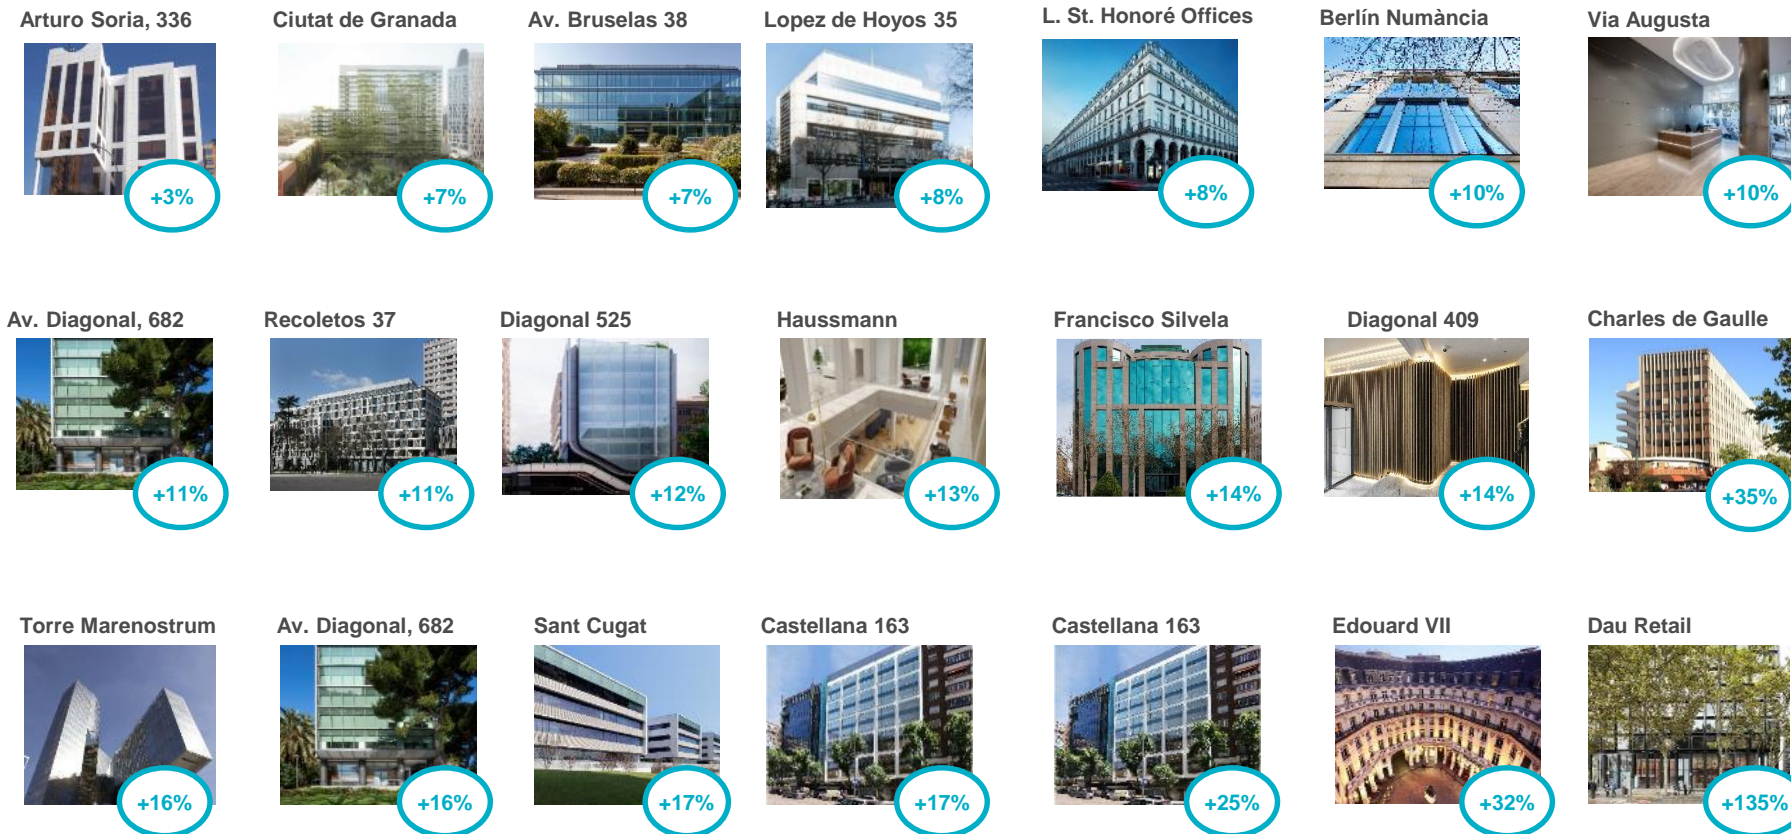 Arturo Soria, 336
+3%
Ciutat de Granada
+7%
Av. Bruselas 38
+7%
Lopez de Hoyos 35
+8%
L. St. Honoré Offices
+8%
Berlín Numància
+10%
Via Augusta
+10%
Av. Diagonal, 682
+11%
Recoletos 37
+11%
Diagonal 525
+12%
Haussmann
+13%
Francisco Silvela
+14%
Diagonal 409
+14%
Charles de Gaulle
+35%
Torre Marenostrum
+16%
Av. Diagonal, 682
+16%
Sant Cugat
+17%
Castellana 163
+17%
Castellana 163
+25%
Edouard VII
+32%
Dau Retail
+135%